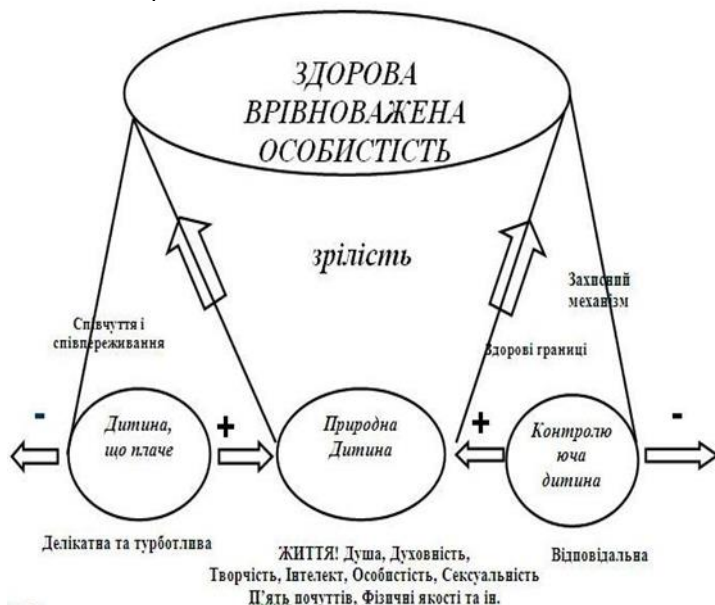 ЗДОРОВА
ВРІВНОВАЖЕНА
ОСОБИСТІСТЬ
зрілість
Захисний
механізм
Співчуття і
співпереживання
Здорові границі
-
+
+
-
Дитина,
що плаче
Природна
Дитина
Контролю
юча
дитина
Делікатна та турботлива
ЖИТТЯ! Душа, Духовність,
Творчість, Інтелект, Особистість, Сексуальність
П'ять почуттів, Фізичні якості та ін.
Відповідальна